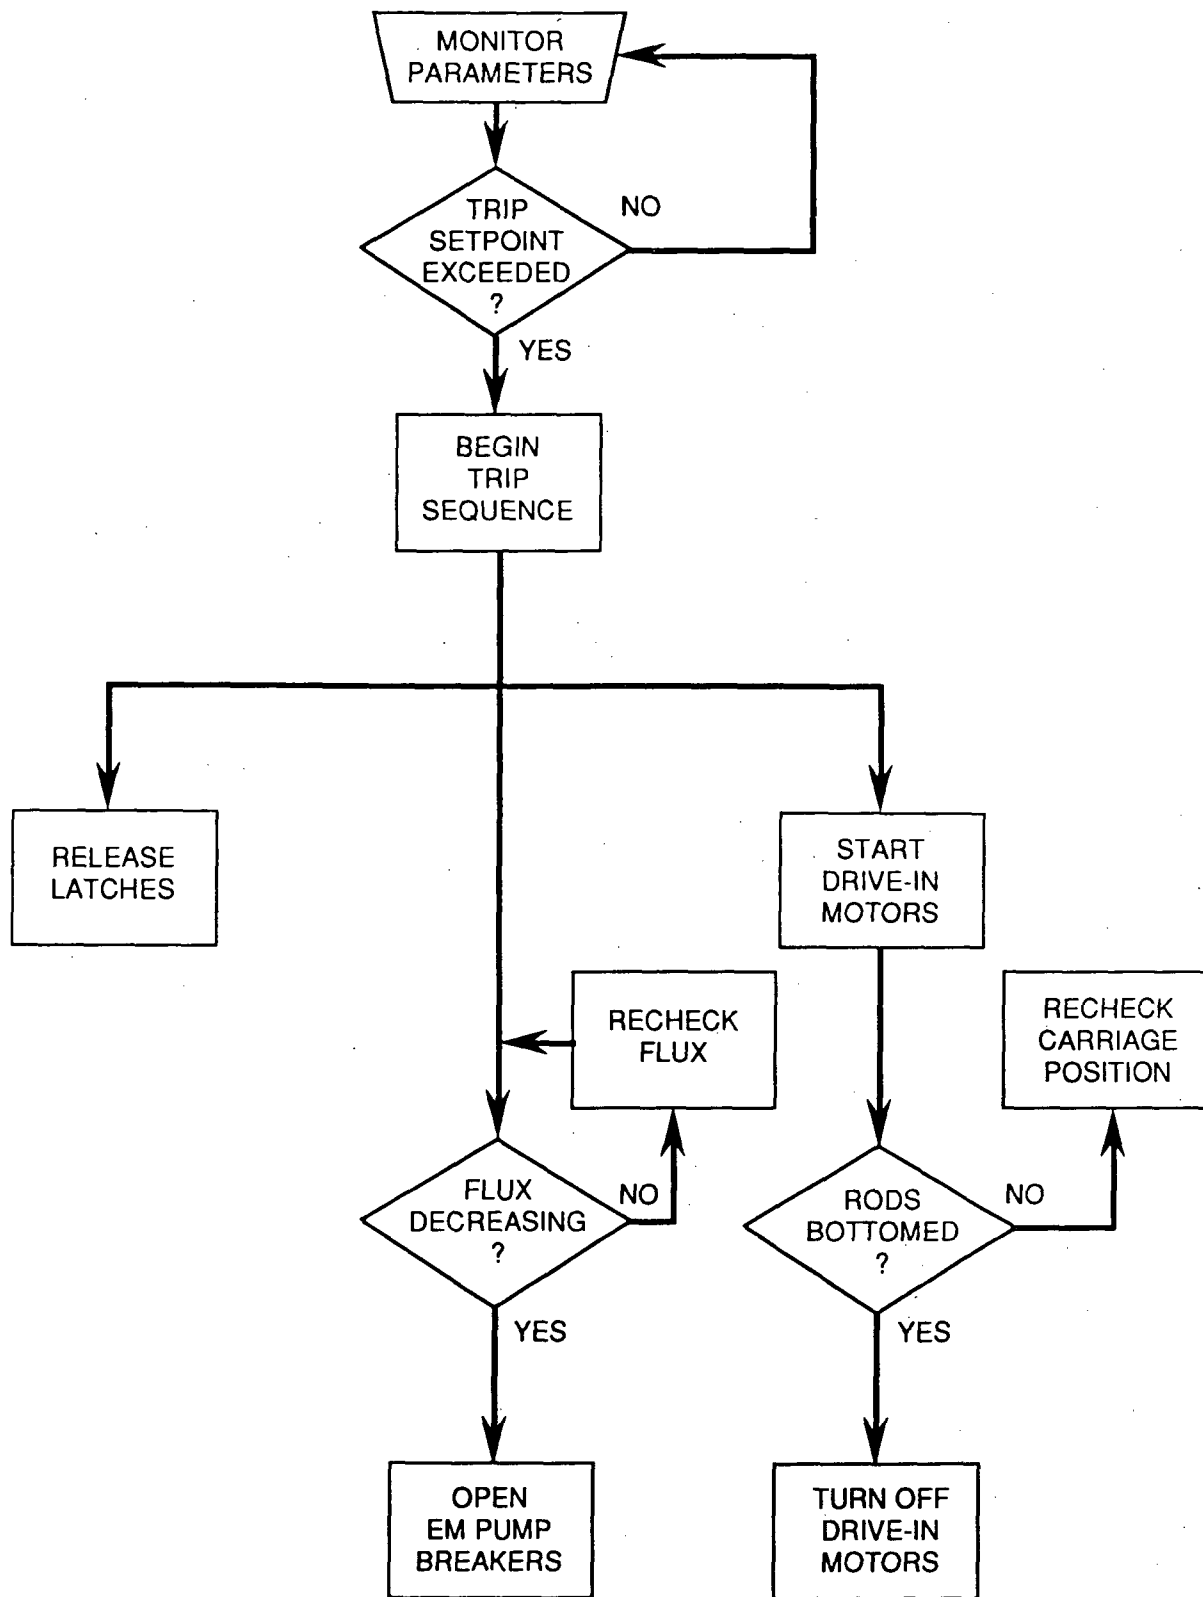 MONITOR
PARAMETERS
TRIP
SETPOINT
EXCEEDED
?
NO
YES
BEGIN
TRIP
SEQUENCE
RELEASE
LATCHES
START
DRIVE-IN
MOTORS
RECHECK
FLUX
RECHECK
CARRIAGE
POSITION
FLUX
DECREASING
?
NO
YES
RODS
BOTTOMED
?
NO
YES
OPEN
EM PUMP
BREAKERS
TURN OFF
DRIVE-IN
MOTORS